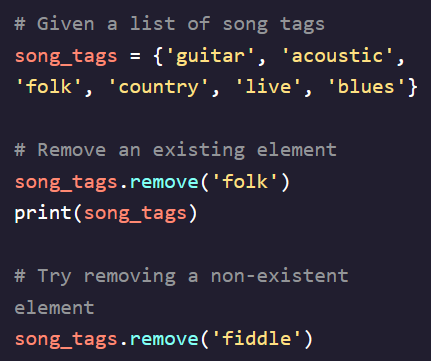 # Given a list of song tags
song_tags = {'guitar', 'acoustic',
'folk', 'country', 'live', 'blues'}
# Remove an existing element
song_tags.remove('folk')
print(song_tags)
# Try removing a non-existent
element
song_tags.remove('fiddle')